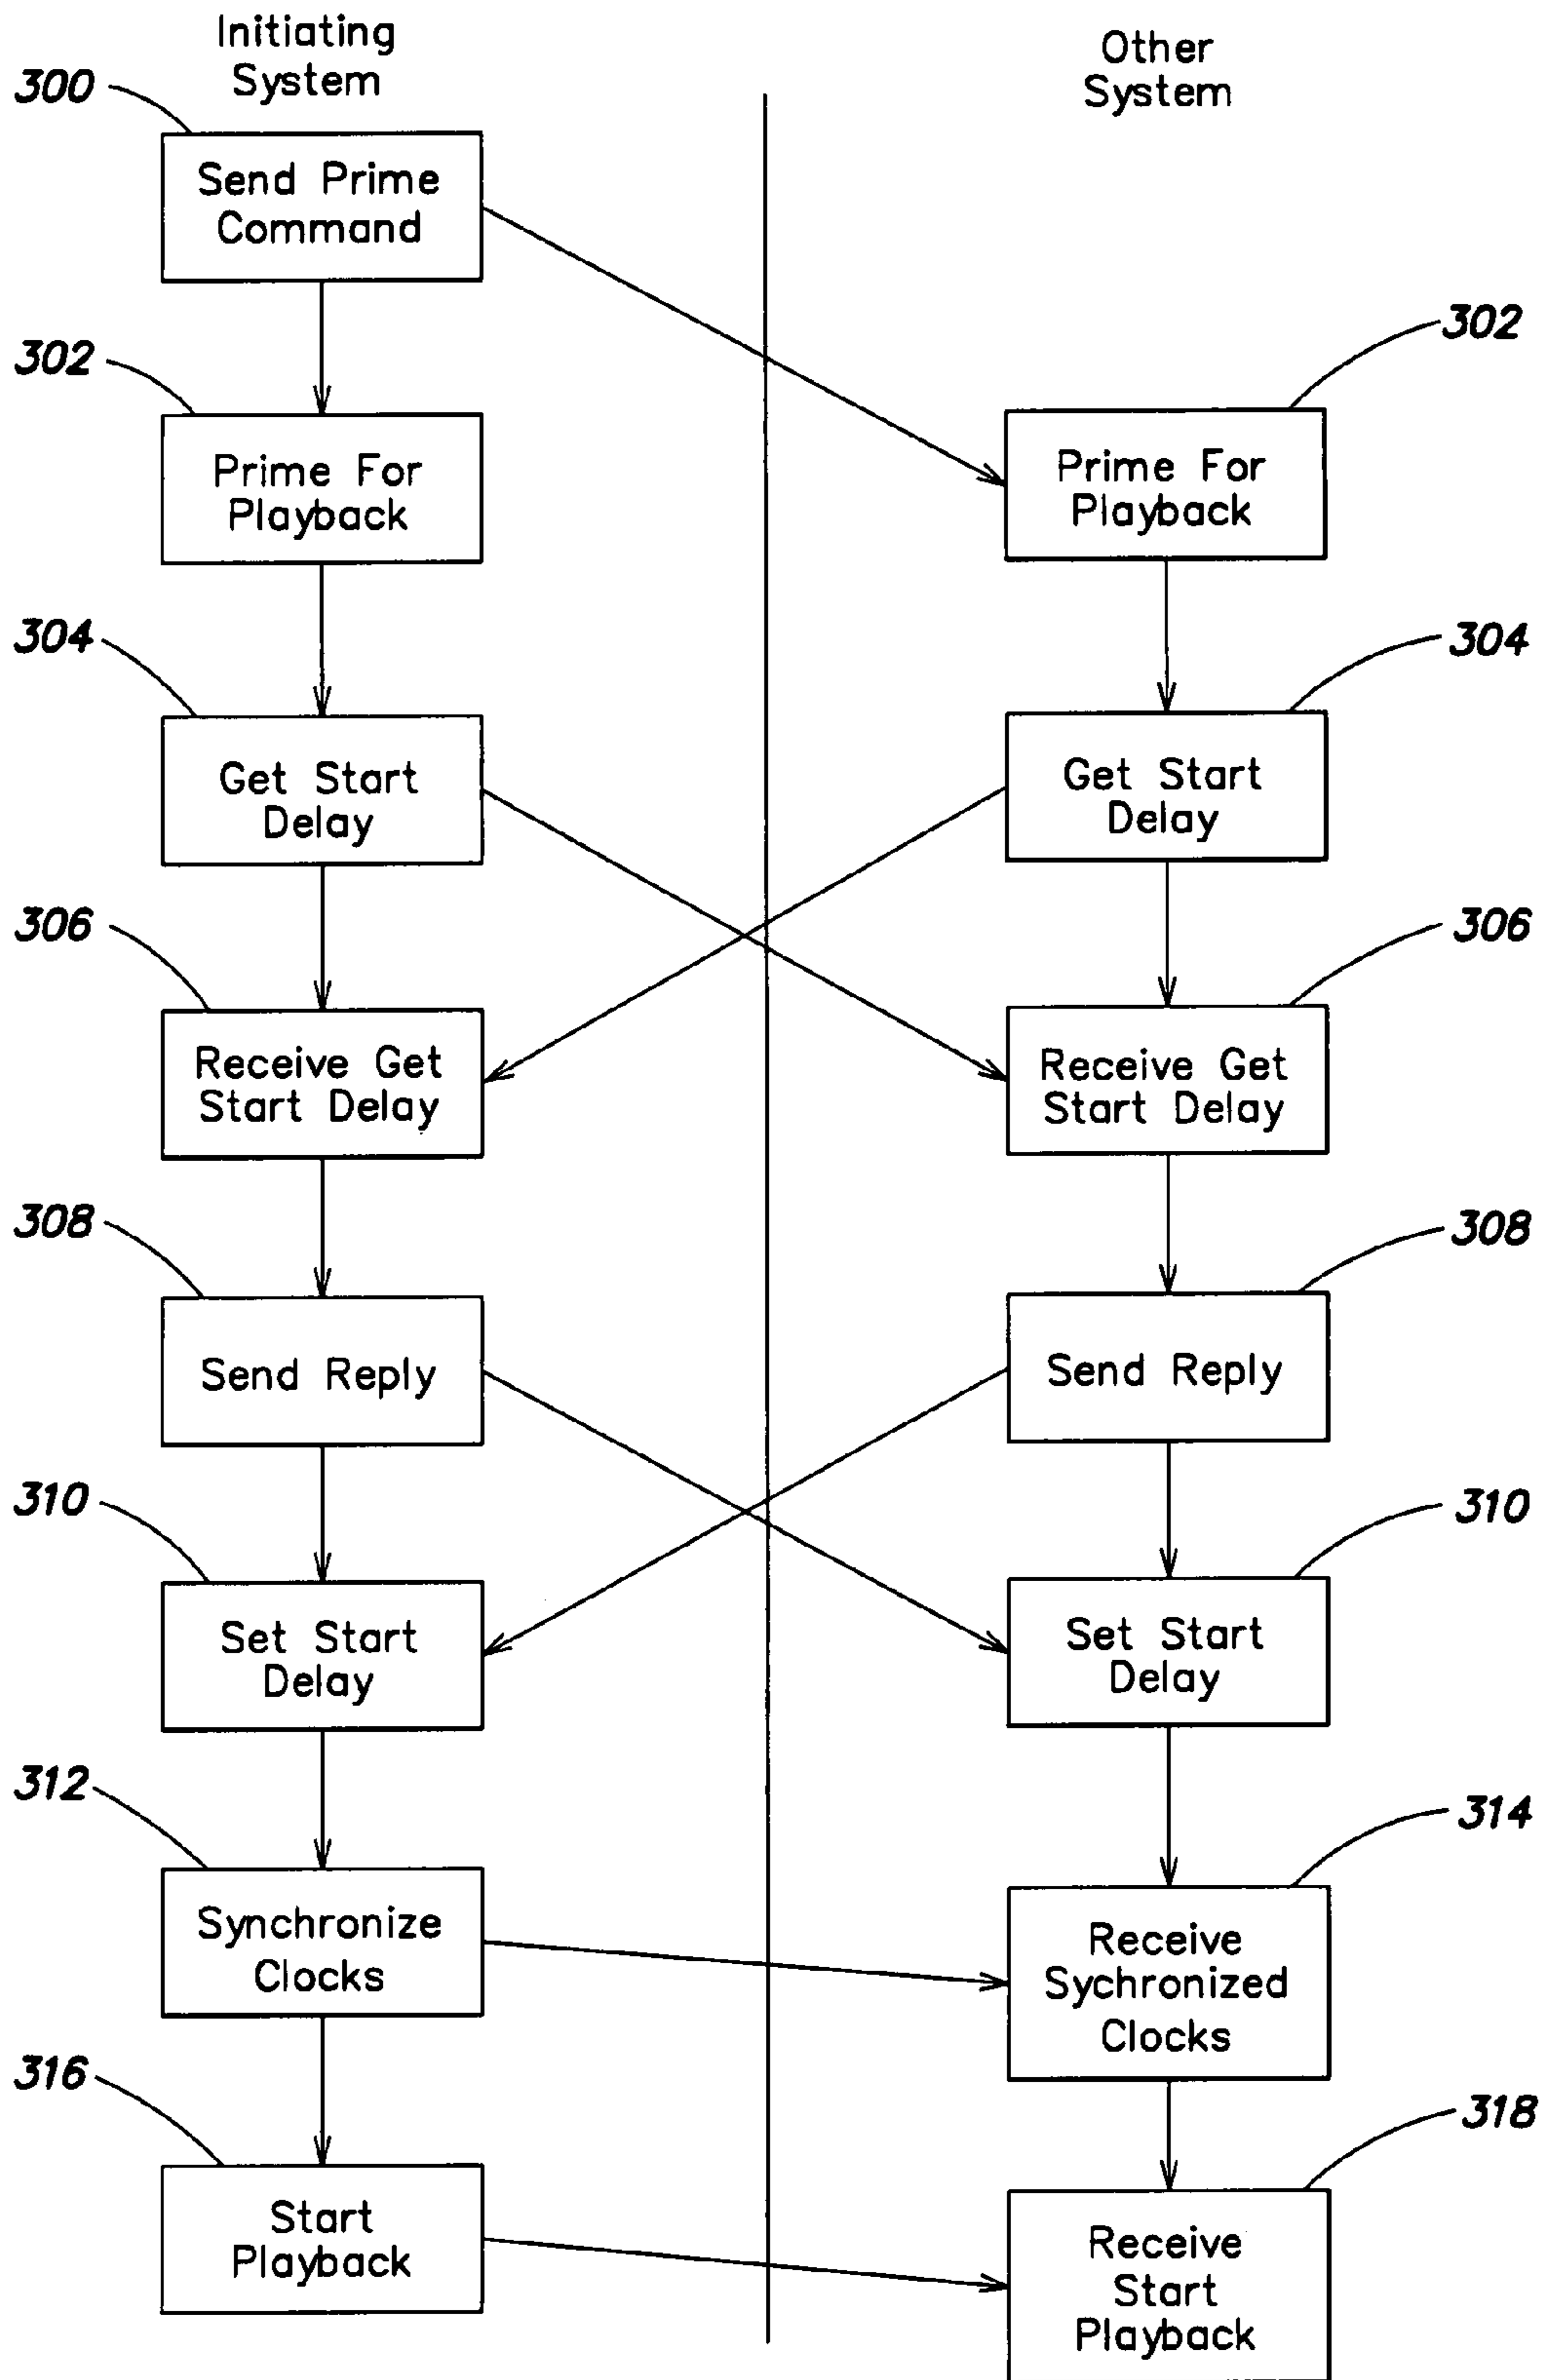 Initiating
System
Other
System
300
Send Prime
Command
302
Prime For
Playback
302
Prime For
Playback
304
Get Start
Delay
304
Get Start
Delay
306
Receive Get
Start Delay
306
Receive Get
Start Delay
308
Send Reply
308
Send Reply
310
Set Start
Delay
310
Set Start
Delay
312
Synchronize
Clocks
314
Receive
Sychronized
Clocks
316
Start
Playback
318
Receive
Start
Playback